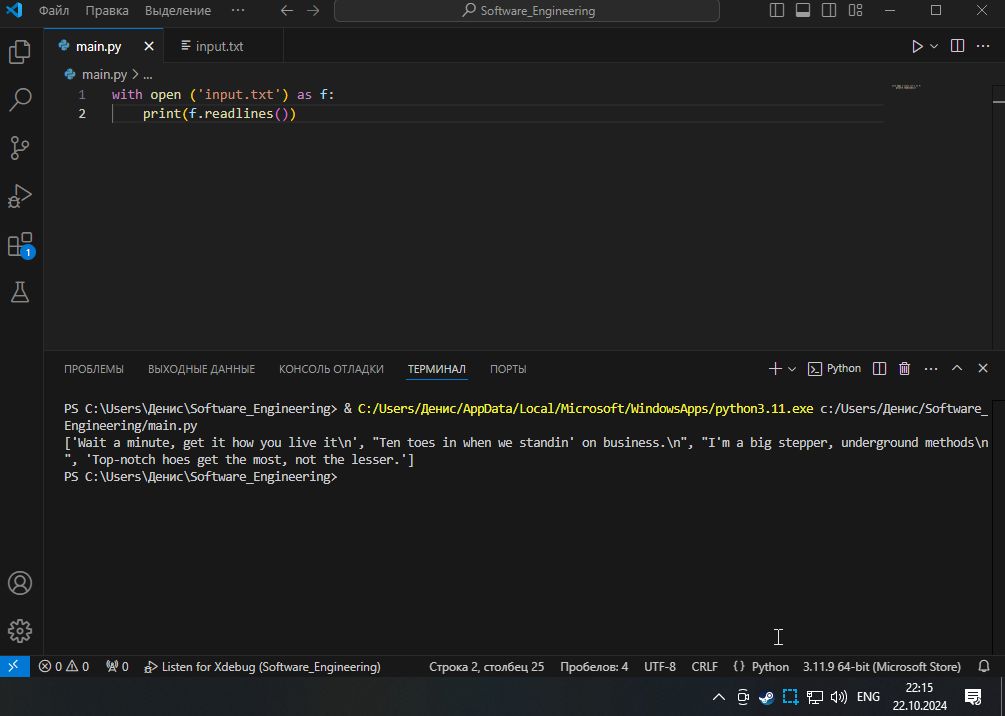 Файл Правка Выделение ··· Software_Engineering
main.py input.txt
main.py > ...
1 with open ('input.txt') as f:
2 print(f.readlines())
1
ПРОБЛЕМЫ ВЫХОДНЫЕ ДАННЫЕ КОНСОЛЬ ОТЛАДКИ ТЕРМИНАЛ ПОРТЫ Python
PS C:\Users\Денис\Software_Engineering> & C:/Users/Денис/AppData/Local/Microsoft/WindowsApps/python3.11.exe c:/Users/Денис/Software_
Engineering/main.py
['Wait a minute, get it how you live it\n', "Ten toes in when we standin' on business.\n", "I'm a big stepper, underground methods\n
", 'Top-notch hoes get the most, not the lesser.']
PS C:\Users\Денис\Software_Engineering>
0 0 0 Listen for Xdebug (Software_Engineering) Строка 2, столбец 25 Пробелов: 4 UTF-8 CRLF {} Python 3.11.9 64-bit (Microsoft Store)
ENG 22:15
22.10.2024